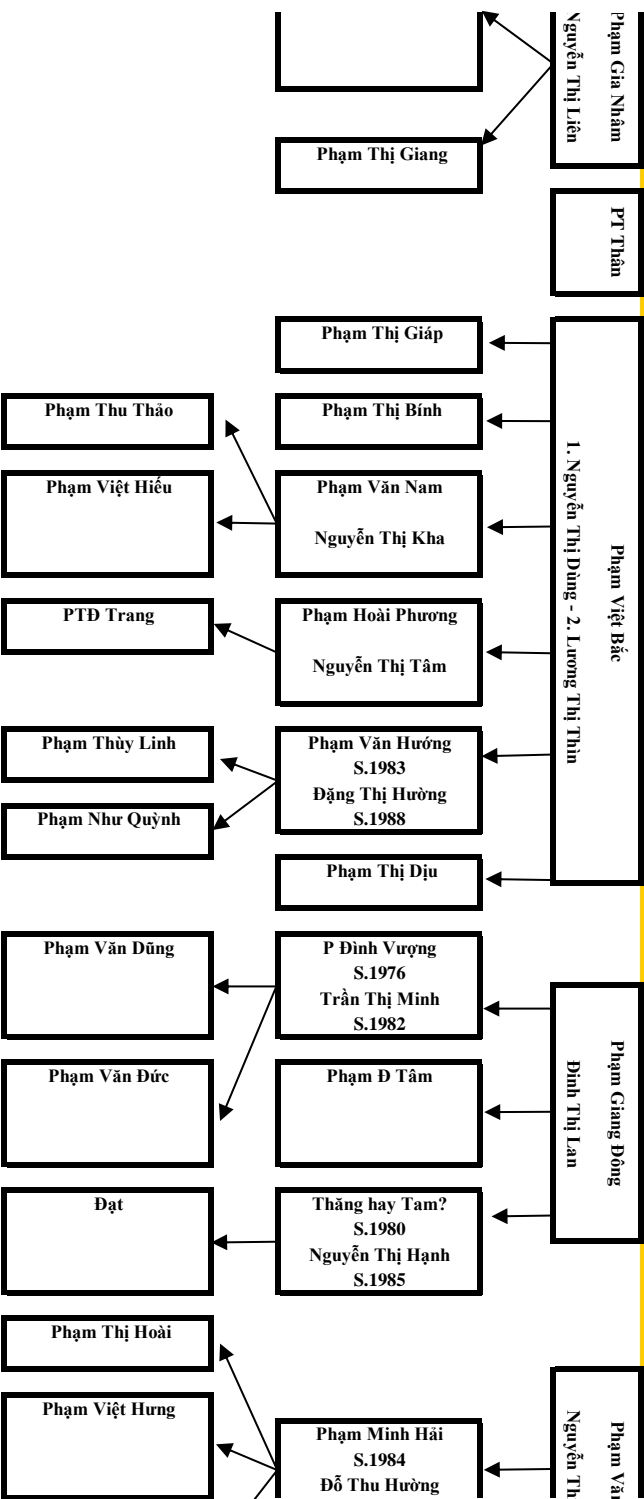 Phạm Gia Nhâm
Nguyễn Thị Liên
Phạm Thị Giang
PT Thân
Phạm Việt Bắc
1. Nguyễn Thị Dùng - 2. Lương Thị Thìn
Phạm Thị Giáp
Phạm Thị Bính
Phạm Văn Nam
Nguyễn Thị Kha
Phạm Thu Thảo
Phạm Việt Hiếu
Phạm Hoài Phương
Nguyễn Thị Tâm
PTĐ Trang
Phạm Văn Hướng
S.1983
Đặng Thị Hường
S.1988
Phạm Thùy Linh
Phạm Như Quỳnh
Phạm Thị Dịu
Phạm Giang Đông
Đinh Thị Lan
P Đình Vượng
S.1976
Trần Thị Minh
S.1982
Phạm Văn Dũng
Phạm Văn Đức
Phạm Đ Tâm
Thăng hay Tam?
S.1980
Nguyễn Thị Hạnh
S.1985
Đạt
Phạm
Nguyễn
Phạm Minh Hải
S.1984
Đỗ Thu Hường
Phạm Thị Hoài
Phạm Việt Hưng